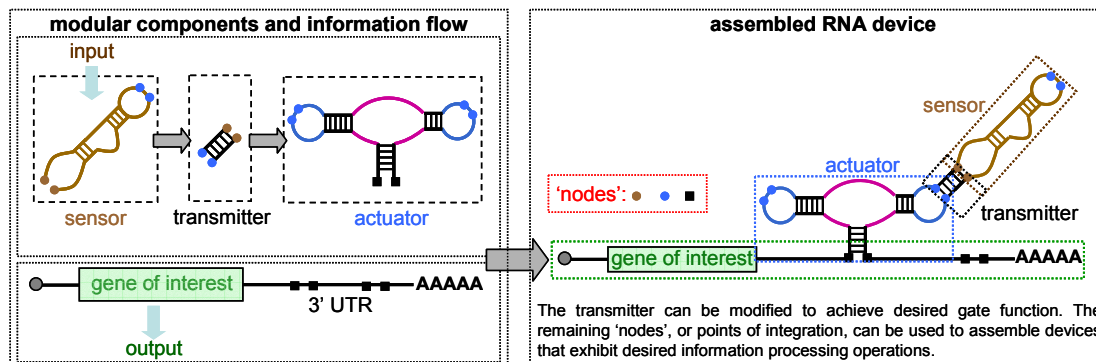 modular components and information flow
input
sensor
transmitter
actuator
gene of interest
AAAAA
3’ UTR
output
assembled RNA device
sensor
actuator
‘nodes’:
transmitter
gene of interest
AAAAA
The transmitter can be modified to achieve desired gate function. The
remaining ‘nodes’, or points of integration, can be used to assemble devices
that exhibit desired information processing operations.